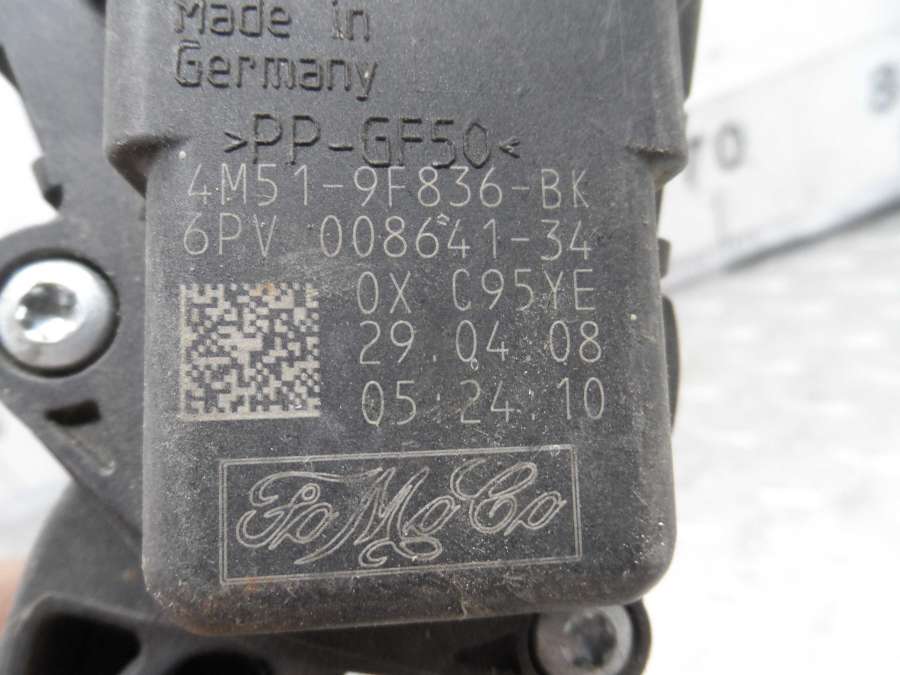 Made in
Germany
>PP-GF50<
4M51-9F836-BK
6PV 008641-34
0X C95YE
29.04.08
05:24:10
FoMoCo